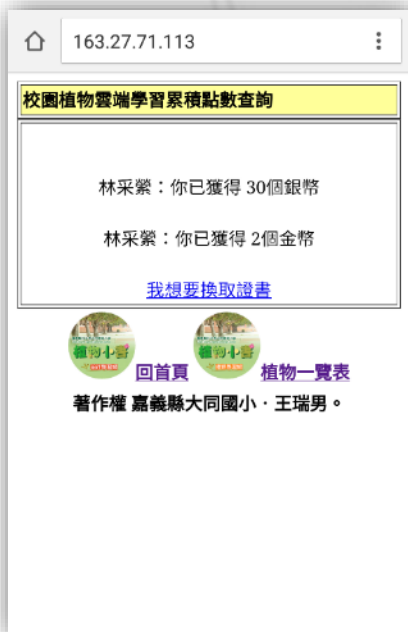 163.27.71.113
校園植物雲端學習累積點數查詢
林采縈：你已獲得 30個銀幣
林采縈：你已獲得 2個金幣
我想要換取證書
回首頁 植物一覽表
著作權 嘉義縣大同國小．王瑞男。